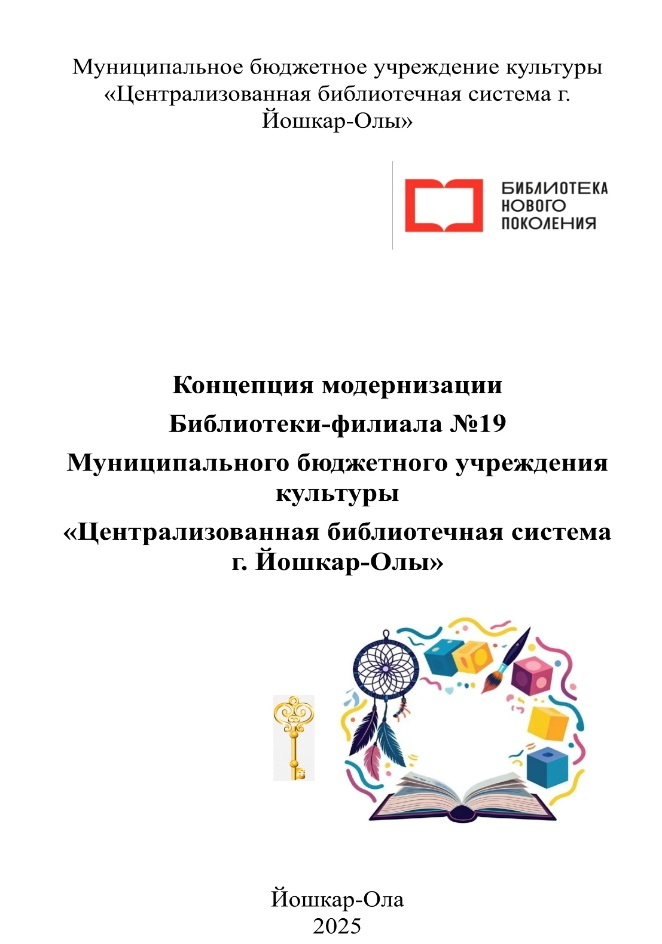 Муниципальное бюджетное учреждение культуры
«Централизованная библиотечная система г.
Йошкар-Олы»
БИБЛИОТЕКА
НОВОГО
ПОКОЛЕНИЯ
Концепция модернизации
Библиотеки-филиала №19
Муниципального бюджетного учреждения
культуры
«Централизованная библиотечная система
г. Йошкар-Олы»
Йошкар-Ола
2025